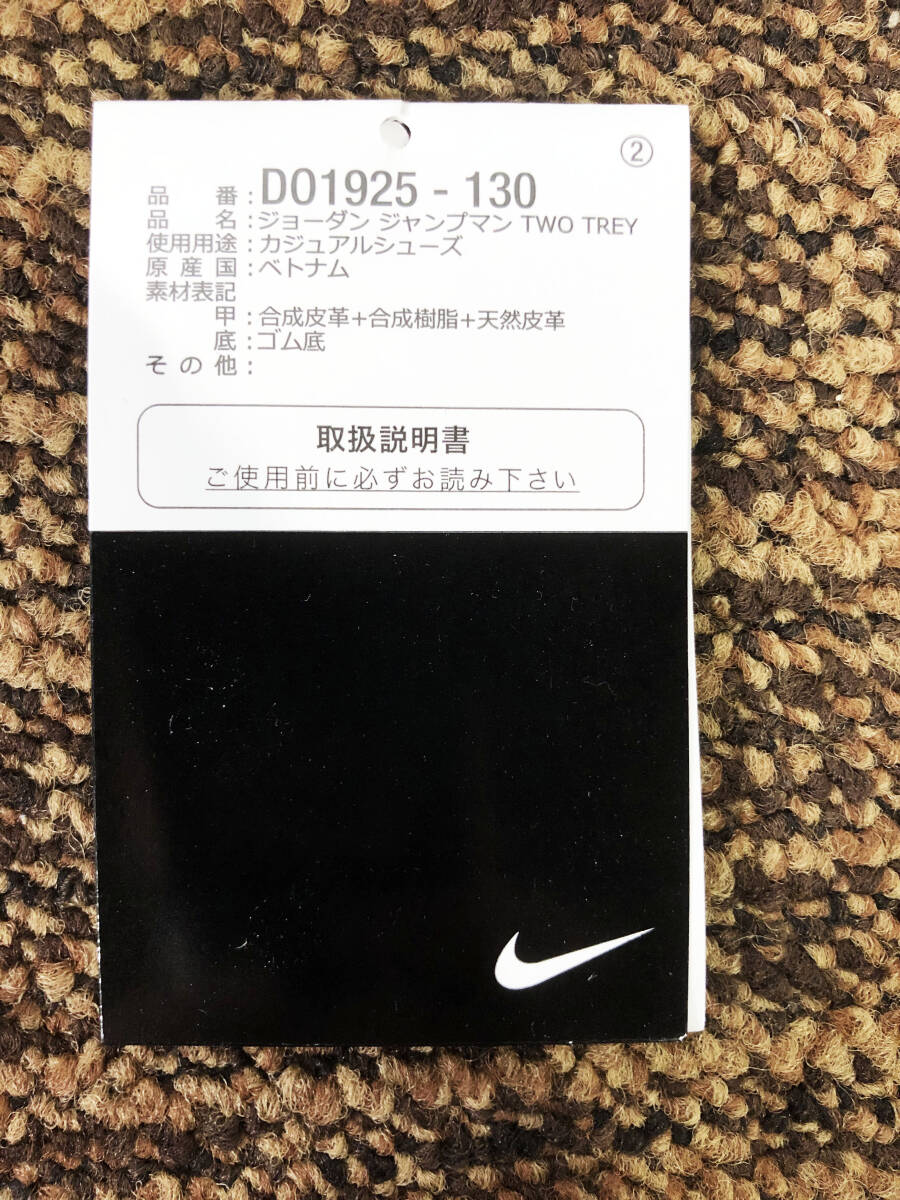 ②
品番:DO1925 - 130
品名:ジョーダン ジャンプマン TWO TREY
使用用途:カジュアルシューズ
原産国:ベトナム
素材表記
甲:合成皮革+合成樹脂+天然皮革
底:ゴム底
その他:
取扱説明書
ご使用前に必ずお読み下さい